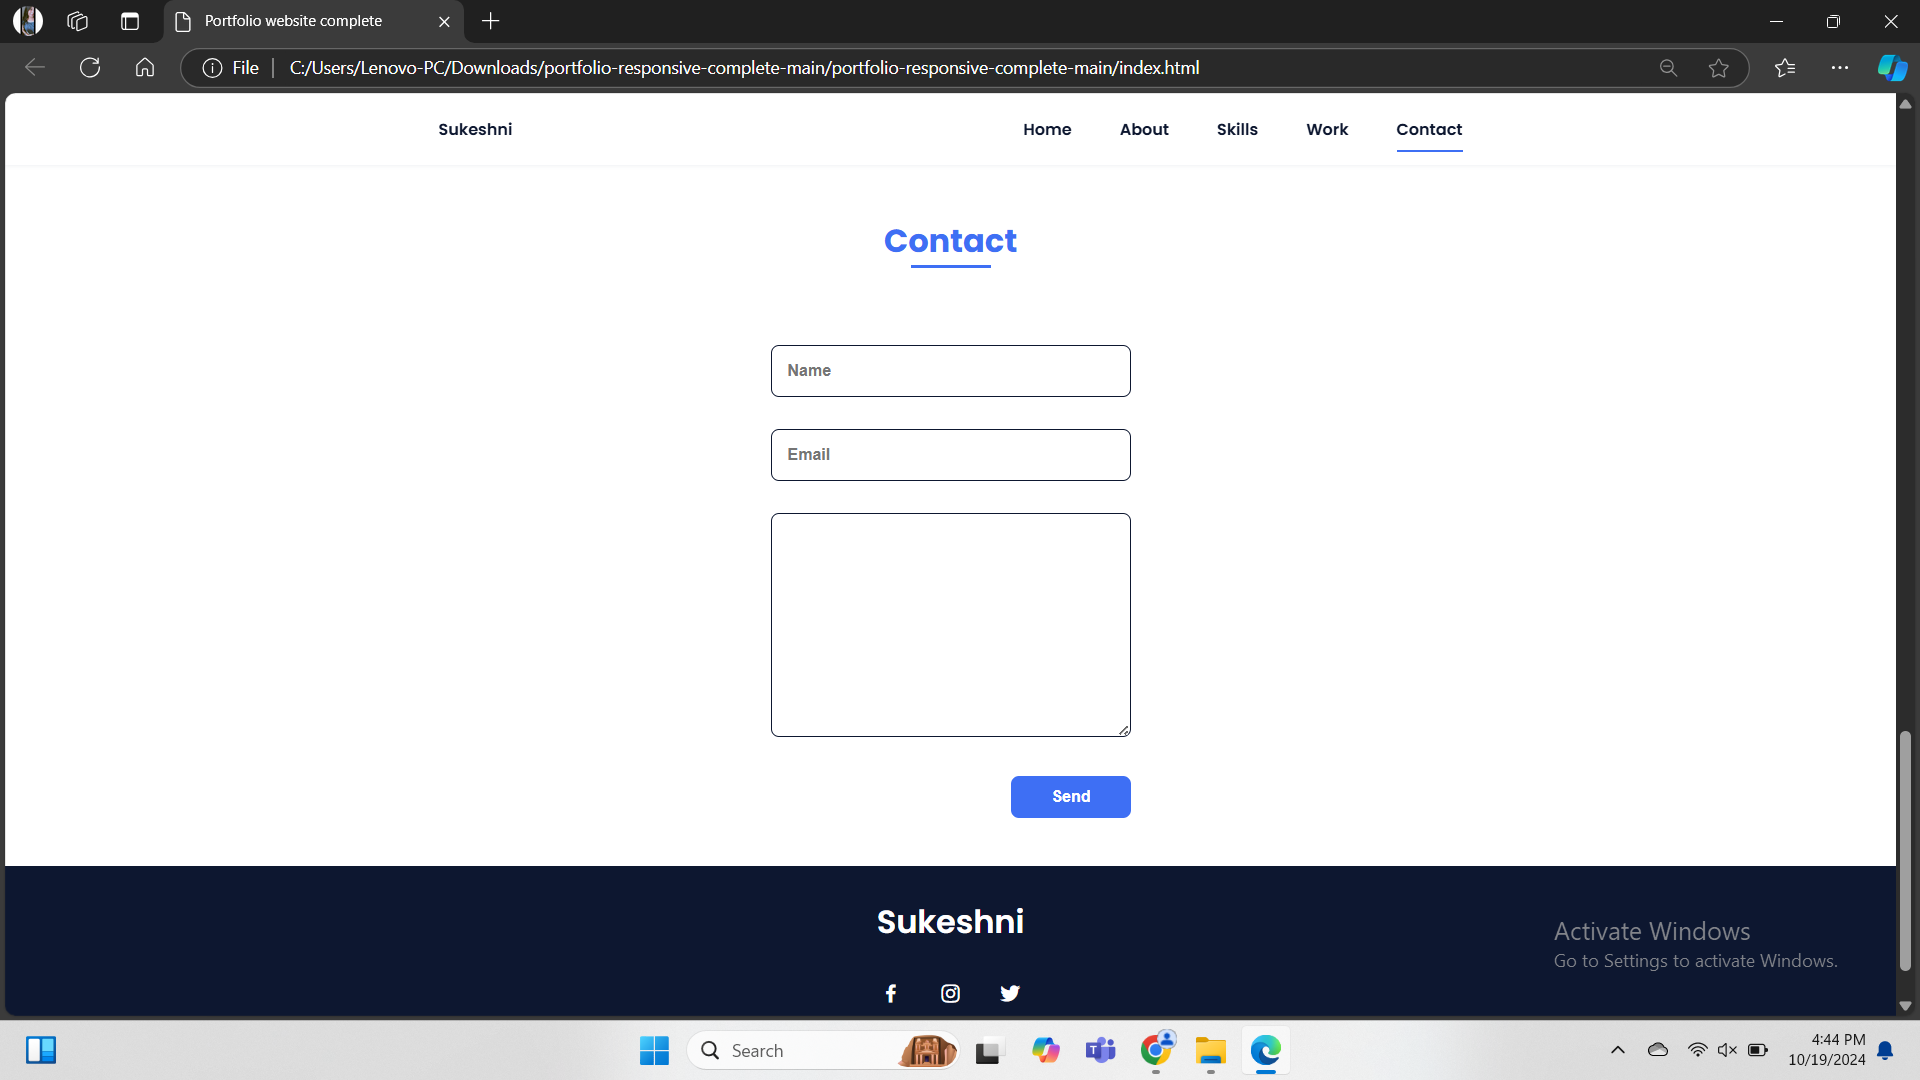 Portfolio website complete
File
C:/Users/Lenovo-PC/Downloads/portfolio-responsive-complete-main/portfolio-responsive-complete-main/index.html
Sukeshni
Home About Skills Work Contact
Contact
Name
Email
Send
Sukeshni
Activate Windows
Go to Settings to activate Windows.
Search
4:44 PM
10/19/2024